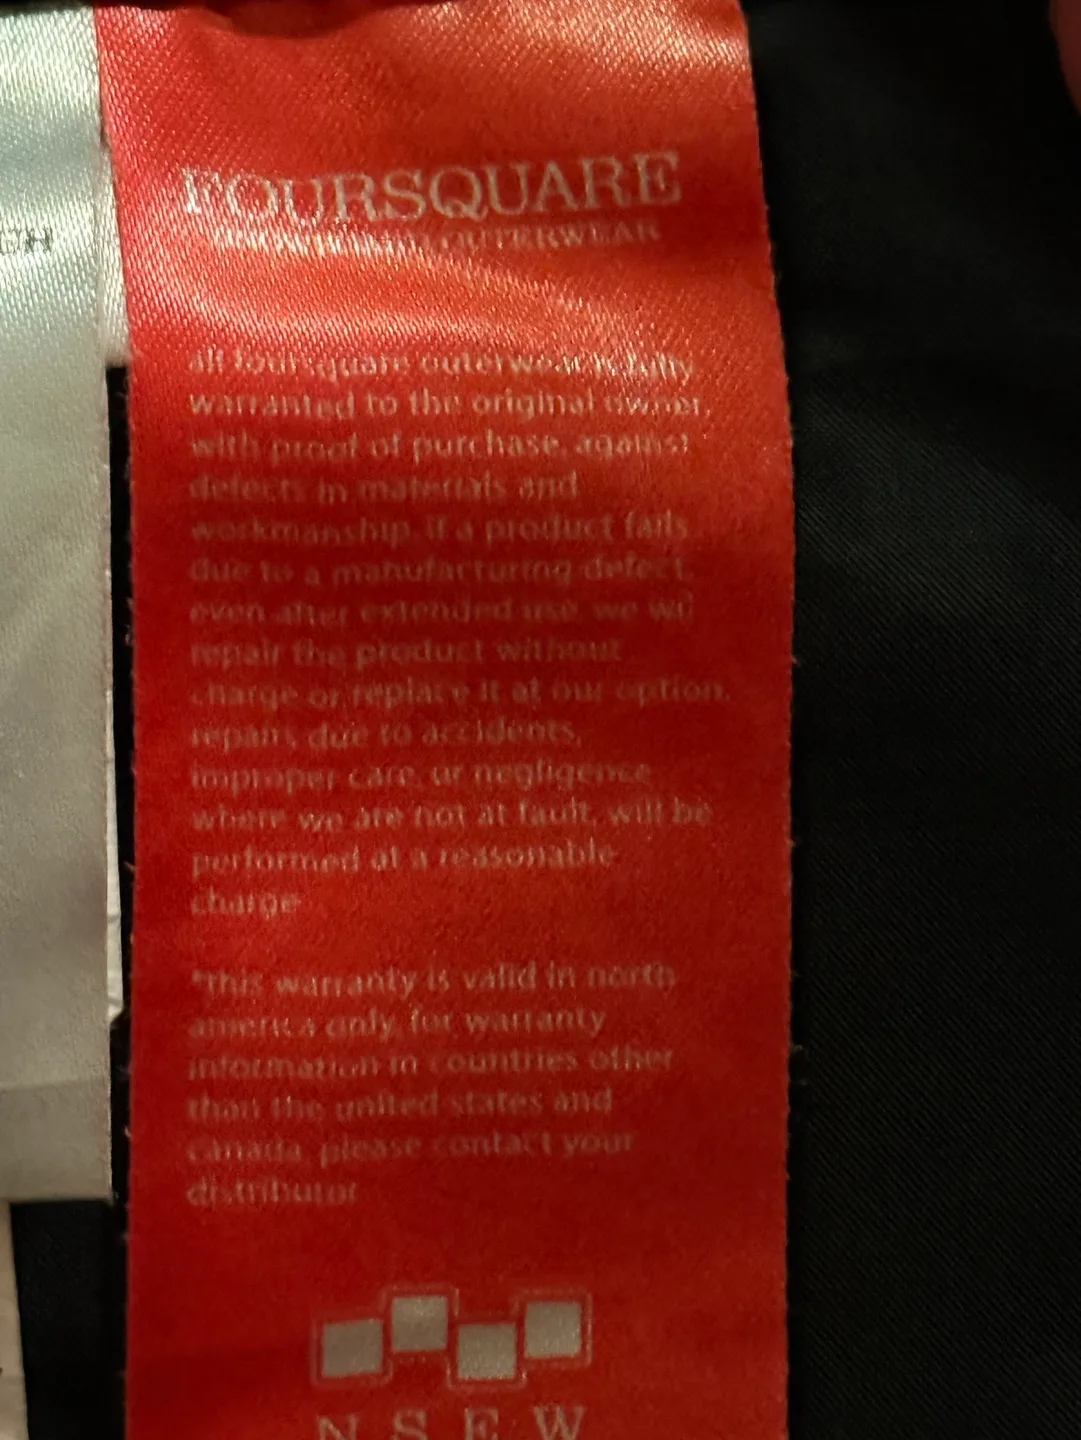 CH
FOURSQUARE
SNOWBOARD OUTERWEAR
all foursquare outerwear is fully
warranted to the original owner,
with proof of purchase, against
defects in materials and
workmanship. if a product fails
due to a manufacturing defect,
even after extended use, we will
repair the product without
charge or replace it at our option.
repairs due to accidents,
improper care, or negligence
where we are not at fault, will be
performed at a reasonable
charge
*this warranty is valid in north
america only. for warranty
information in countries other
than the united states and
canada, please contact your
distributor
N S E W